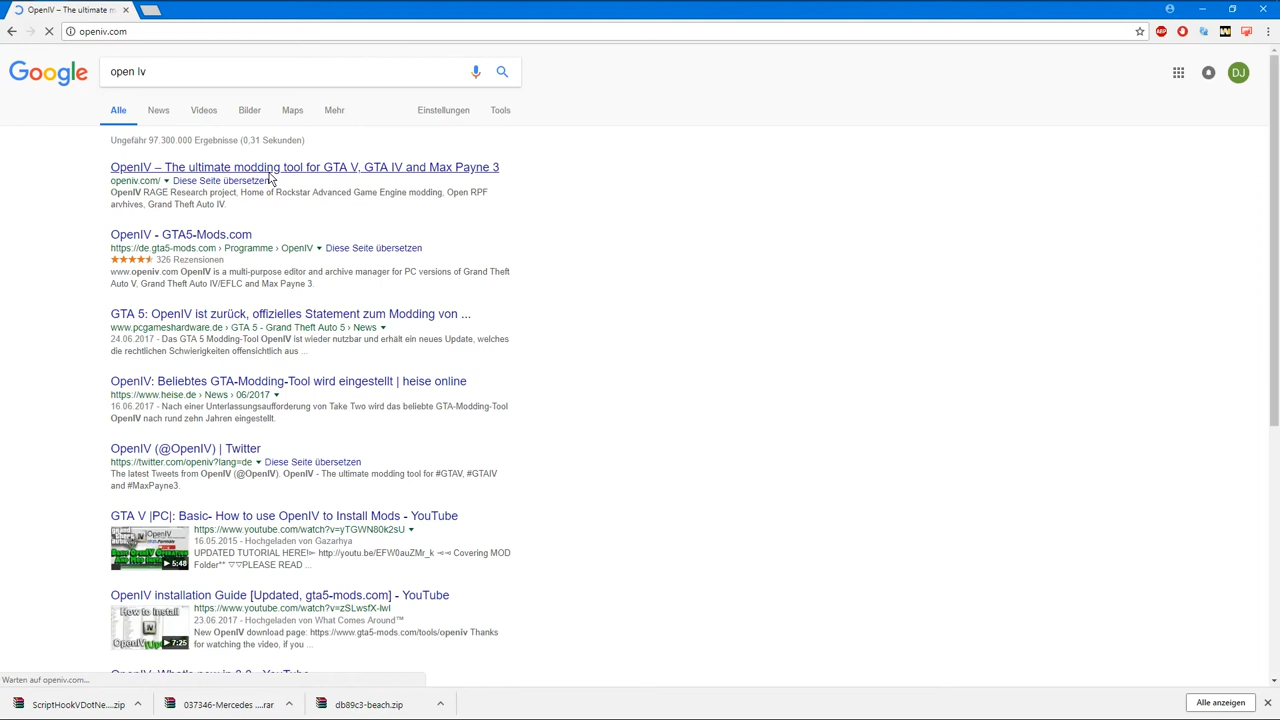 OpenIV – The ultimate m
openiv.com
Google
open Iv
DJ
Alle News Videos Bilder Maps Mehr Einstellungen Tools
Ungefähr 97.300.000 Ergebnisse (0,31 Sekunden)
OpenIV – The ultimate modding tool for GTA V, GTA IV and Max Payne 3
openiv.com/ Diese Seite übersetzen
OpenIV RAGE Research project, Home of Rockstar Advanced Game Engine modding, Open RPF
arvhives, Grand Theft Auto IV.
OpenIV - GTA5-Mods.com
https://de.gta5-mods.com › Programme › OpenIV Diese Seite übersetzen
326 Rezensionen
www.openiv.com OpenIV is a multi-purpose editor and archive manager for PC versions of Grand Theft
Auto V, Grand Theft Auto IV/EFLC and Max Payne 3.
GTA 5: OpenIV ist zurück, offizielles Statement zum Modding von ...
www.pcgameshardware.de › GTA 5 - Grand Theft Auto 5 › News
24.06.2017 - Das GTA 5 Modding-Tool OpenIV ist wieder nutzbar und erhält ein neues Update, welches
die rechtlichen Schwierigkeiten offensichtlich aus ...
OpenIV: Beliebtes GTA-Modding-Tool wird eingestellt | heise online
https://www.heise.de › News › 06/2017
16.06.2017 - Nach einer Unterlassungsaufforderung von Take Two wird das beliebte GTA-Modding-Tool
OpenIV nach rund zehn Jahren eingestellt.
OpenIV (@OpenIV) | Twitter
https://twitter.com/openiv?lang=de Diese Seite übersetzen
The latest Tweets from OpenIV (@OpenIV). OpenIV - The ultimate modding tool for #GTAV, #GTAIV
and #MaxPayne3.
GTA V |PC|: Basic- How to use OpenIV to Install Mods - YouTube
https://www.youtube.com/watch?v=yTGWN80k2sU
16.05.2015 - Hochgeladen von Gazarhya
UPDATED TUTORIAL HERE!⊳ http://youtu.be/EFW0auZMr_k ⊲⊲ Covering MOD
Folder** ▽▽PLEASE READ ...
5:48
OpenIV installation Guide [Updated, gta5-mods.com] - YouTube
https://www.youtube.com/watch?v=zSLwsfX-IwI
23.06.2017 - Hochgeladen von What Comes Around™
New OpenIV download page: https://www.gta5-mods.com/tools/openiv Thanks
for watching the video, if you ...
How to Install
7:25
Warten auf openiv.com...
ScriptHookVDotNe....zip 037346-Mercedes ....rar db89c3-beach.zip Alle anzeigen